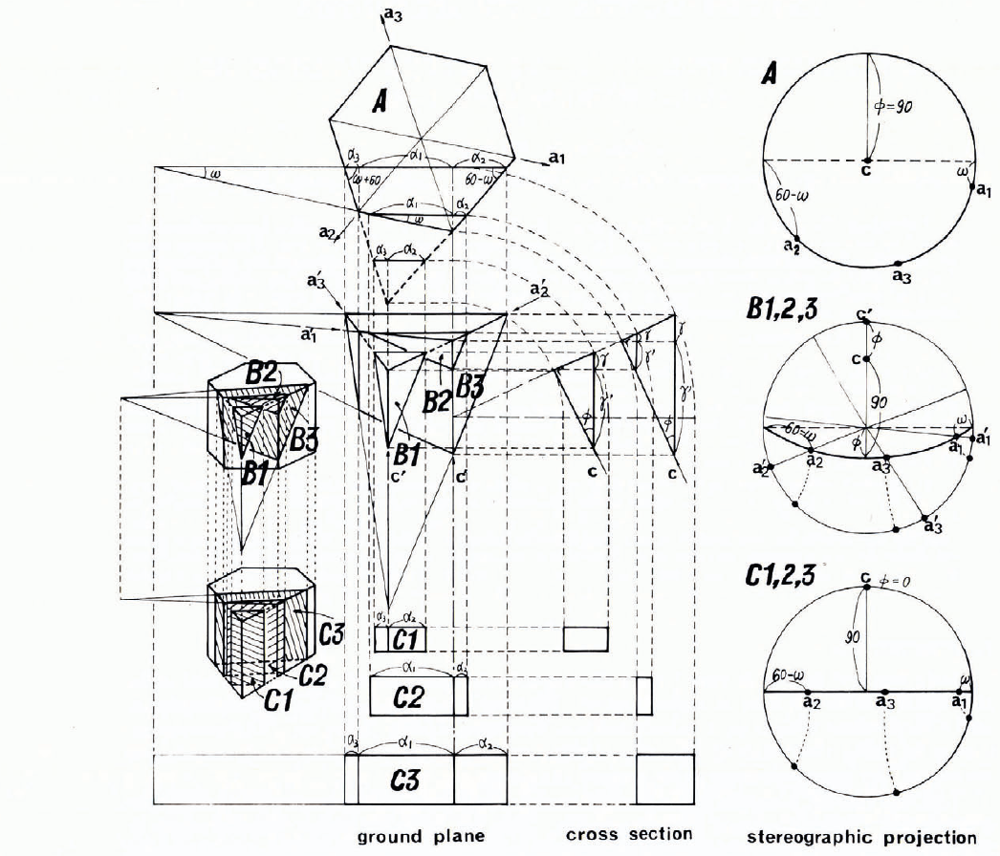 a3
A
α3 α1 α2
a1
ω
ω+60
60-ω
α1 α2
ω
a2
α3 α2
a'3
a'2
a'1
γ
γ
γ'
γ'
γ'
B2
B3
B2
B3
B1
B1
φ
φ
c'
c'
c
c
C3
C2
C1
α3 α2
C1
α1 α2
C2
α3 α1 α2
C3
ground plane
cross section
A
φ=90
c
ω
60-ω
a1
a2
a3
B1,2,3
c'
φ
c
90
ω
60-ω
φ
a'1
a1
a2
a3
a'2
a'3
C1,2,3
c
φ=0
90
60-ω
ω
a2
a3
a1
stereographic projection